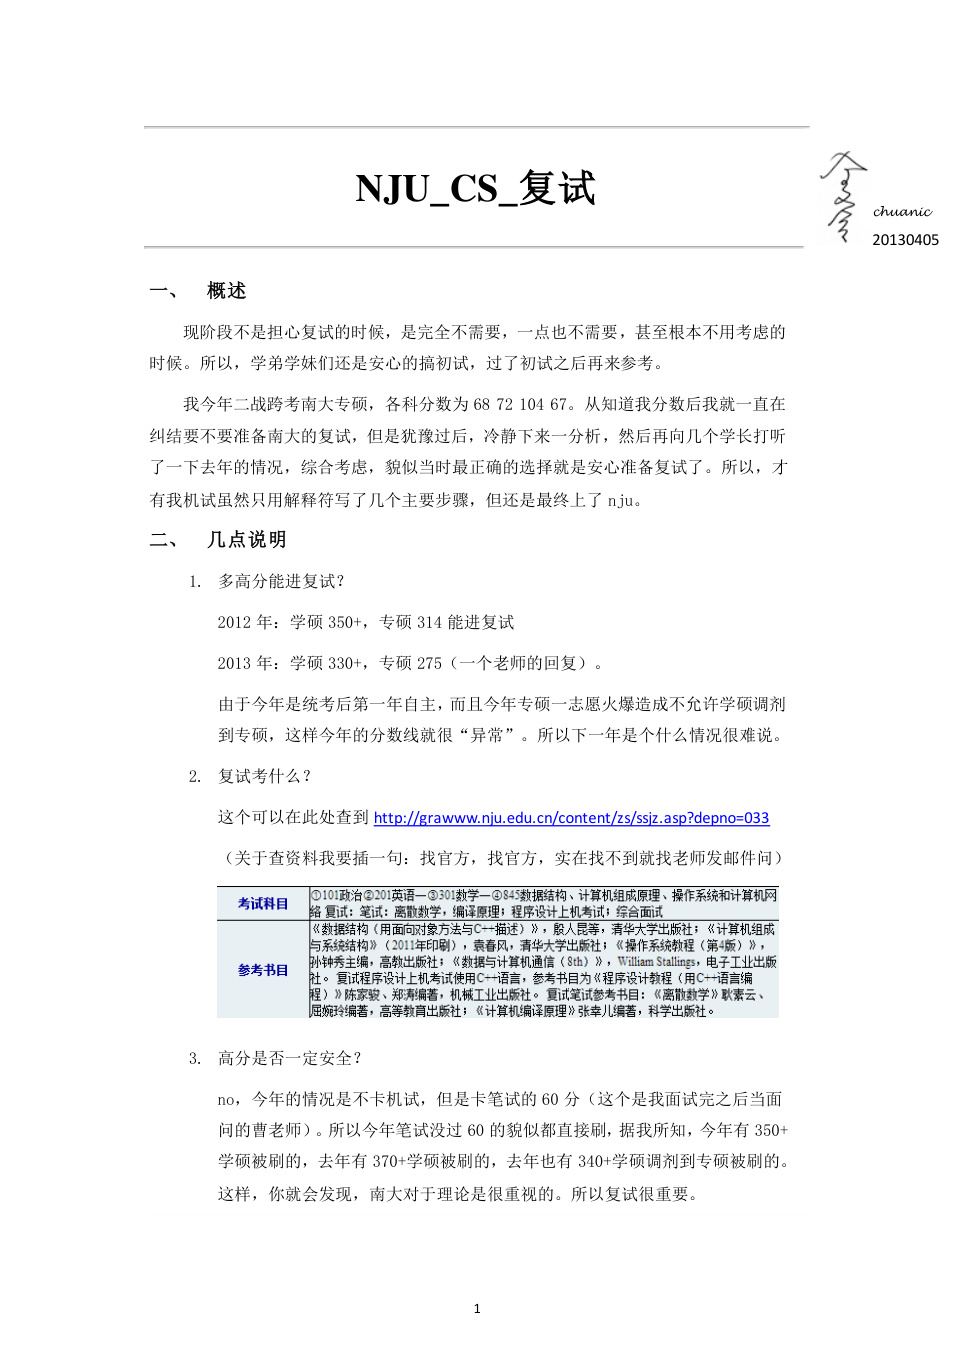 NJU_CS_复试
chuanic
20130405
一、 概述
现阶段不是担心复试的时候，是完全不需要，一点也不需要，甚至根本不用考虑的
时候。所以，学弟学妹们还是安心的搞初试，过了初试之后再来参考。
我今年二战跨考南大专硕，各科分数为 68 72 104 67。从知道我分数后我就一直在
纠结要不要准备南大的复试，但是犹豫过后，冷静下来一分析，然后再向几个学长打听
了一下去年的情况，综合考虑，貌似当时最正确的选择就是安心准备复试了。所以，才
有我机试虽然只用解释符写了几个主要步骤，但还是最终上了 nju。
二、 几点说明
1. 多高分能进复试？
2012 年：学硕 350+，专硕 314 能进复试
2013 年：学硕 330+，专硕 275（一个老师的回复）。
由于今年是统考后第一年自主，而且今年专硕一志愿火爆造成不允许学硕调剂
到专硕，这样今年的分数线就很“异常”。所以下一年是个什么情况很难说。
2. 复试考什么？
这个可以在此处查到 http://grawww.nju.edu.cn/content/zs/ssjz.asp?depno=033
（关于查资料我要插一句：找官方，找官方，实在找不到就找老师发邮件问）
考试科目 ①101政治②201英语一③301数学一④845数据结构、计算机组成原理、操作系统和计算机网
络 复试：笔试：离散数学，编译原理；程序设计上机考试；综合面试
《数据结构（用面向对象方法与C++描述）》，殷人昆等，清华大学出版社；《计算机组成
与系统结构》（2011年印刷），袁春风，清华大学出版社；《操作系统教程（第4版）》，
参考书目 孙钟秀主编，高教出版社；《数据与计算机通信（8th）》，William Stallings，电子工业出版
社。 复试程序设计上机考试使用C++语言，参考书目为《程序设计教程（用C++语言编
程）》陈家骏、郑涛编著，机械工业出版社。 复试笔试参考书目：《离散数学》耿素云、
屈婉玲编著，高等教育出版社；《计算机编译原理》张幸儿编著，科学出版社。
3. 高分是否一定安全？
no，今年的情况是不卡机试，但是卡笔试的 60 分（这个是我面试完之后当面
问的曹老师）。所以今年笔试没过 60 的貌似都直接刷，据我所知，今年有 350+
学硕被刷的，去年有 370+学硕被刷的，去年也有 340+学硕调剂到专硕被刷的。
这样，你就会发现，南大对于理论是很重视的。所以复试很重要。
1